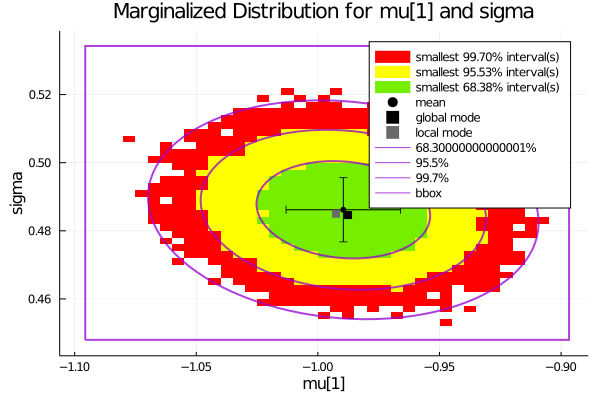 Marginalized Distribution for mu[1] and sigma
smallest 99.70% interval(s)
smallest 95.53% interval(s)
smallest 68.38% interval(s)
mean
global mode
local mode
68.30000000000001%
95.5%
99.7%
bbox
0.52
0.50
0.48
0.46
sigma
−1.10
−1.05
−1.00
−0.95
−0.90
mu[1]